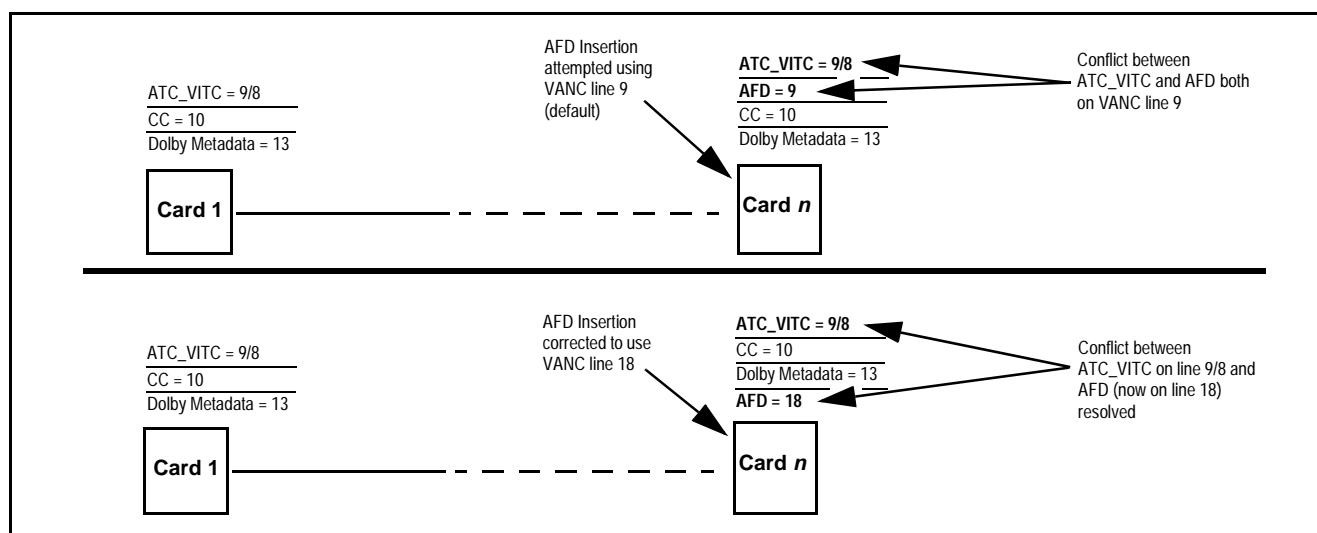 ATC_VITC = 9/8
CC = 10
Dolby Metadata = 13
Card 1
AFD Insertion
attempted using
VANC line 9
(default)
ATC_VITC = 9/8
AFD = 9
CC = 10
Dolby Metadata = 13
Card n
Conflict between
ATC_VITC and AFD both
on VANC line 9
ATC_VITC = 9/8
CC = 10
Dolby Metadata = 13
Card 1
AFD Insertion
corrected to use
VANC line 18
ATC_VITC = 9/8
CC = 10
Dolby Metadata = 13
AFD = 18
Card n
Conflict between
ATC_VITC on line 9/8 and
AFD (now on line 18)
resolved